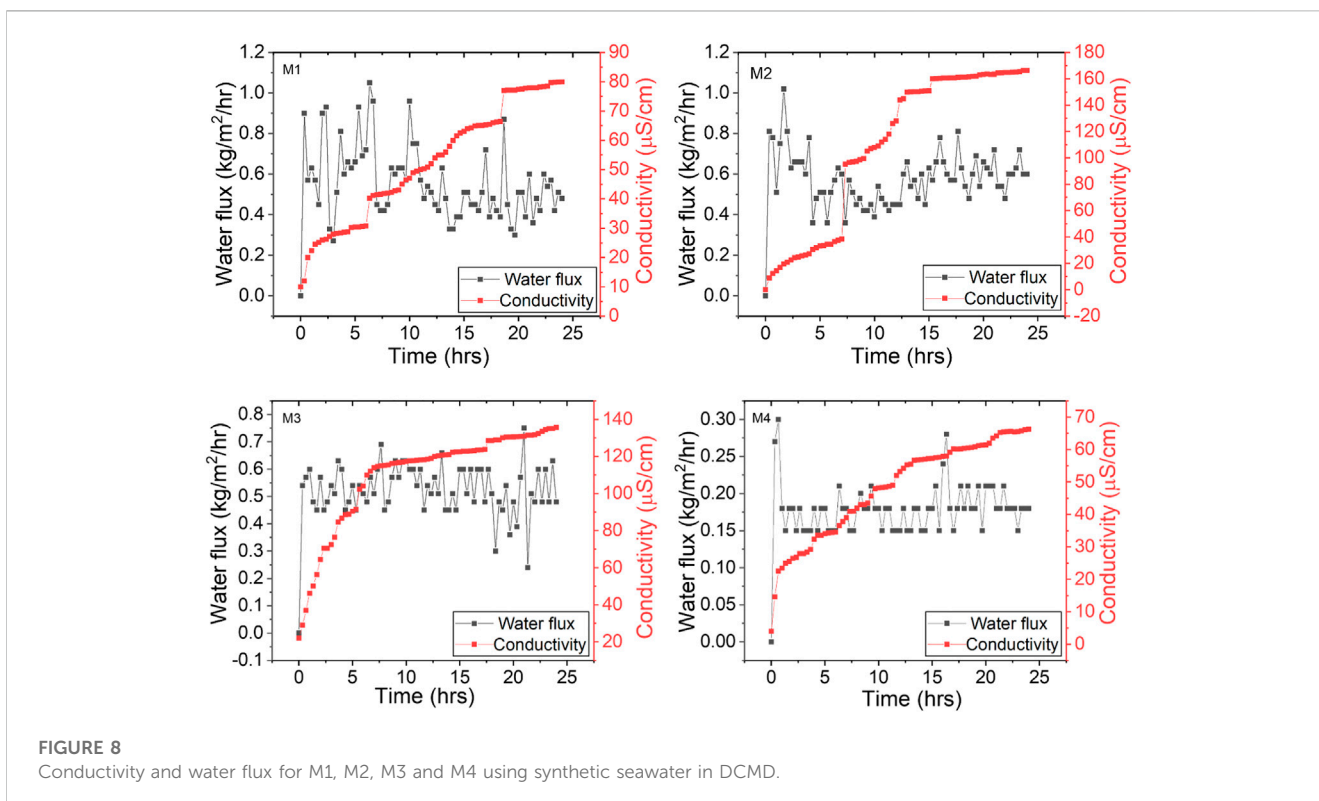 M1
Water flux (kg/m²/hr)
1.2
1.0
0.8
0.6
0.4
0.2
0.0
Conductivity (µS/cm)
90
80
70
60
50
40
30
20
10
0
0 5 10 15 20 25
Time (hrs)
Water flux
Conductivity
M2
Water flux (kg/m²/hr)
1.2
1.0
0.8
0.6
0.4
0.2
0.0
Conductivity (µS/cm)
180
160
140
120
100
80
60
40
20
0
-20
0 5 10 15 20 25
Time (hrs)
Water flux
Conductivity
M3
Water flux (kg/m²/hr)
0.8
0.7
0.6
0.5
0.4
0.3
0.2
0.1
0.0
-0.1
Conductivity (µS/cm)
140
120
100
80
60
40
20
0 5 10 15 20 25
Time (hrs)
Water flux
Conductivity
M4
Water flux (kg/m²/hr)
0.30
0.25
0.20
0.15
0.10
0.05
0.00
Conductivity (µS/cm)
70
60
50
40
30
20
10
0
0 5 10 15 20 25
Time (hrs)
Water flux
Conductivity
FIGURE 8
Conductivity and water flux for M1, M2, M3 and M4 using synthetic seawater in DCMD.